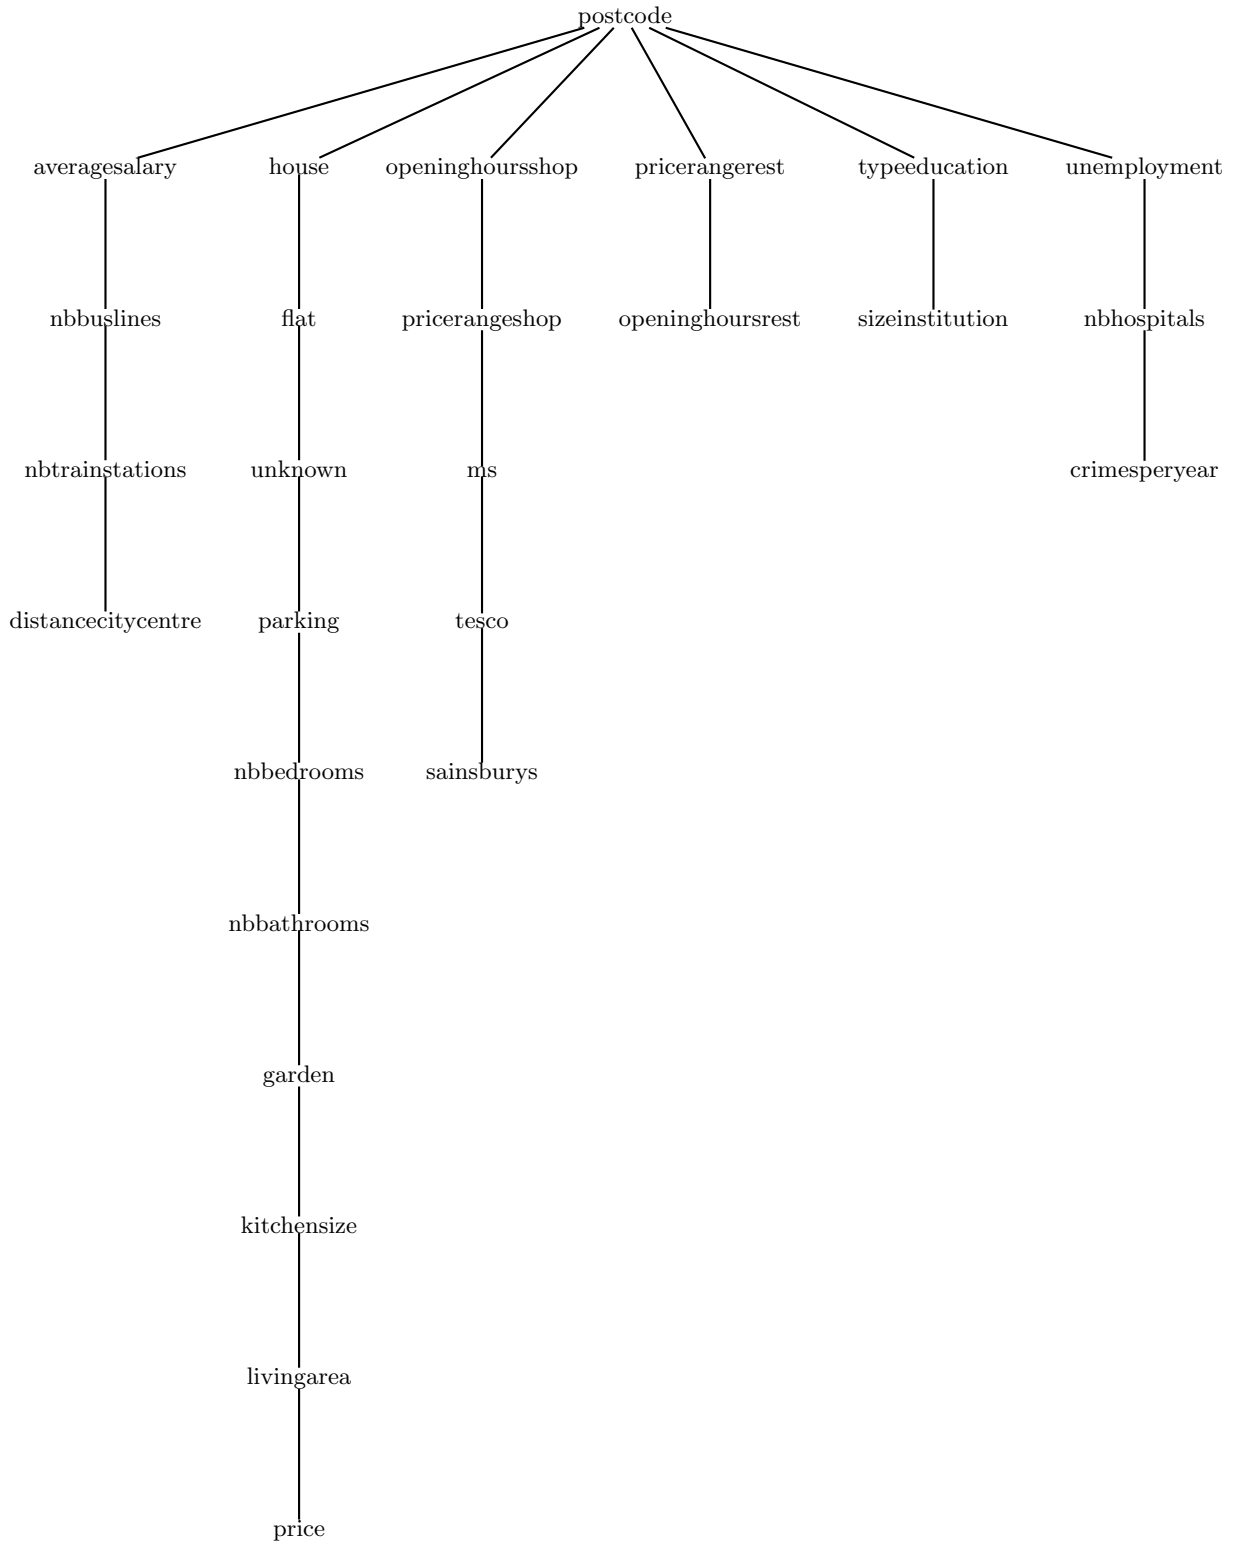 postcode
averagesalary house openinghoursshop pricerangerest typeeducation unemployment
nbbuslines flat pricerangeshop openinghoursrest sizeinstitution nbhospitals
nbtrainstations unknown ms crimesperyear
distancecitycentre parking tesco
nbbedrooms sainsburys
nbbathrooms
garden
kitchensize
livingarea
price